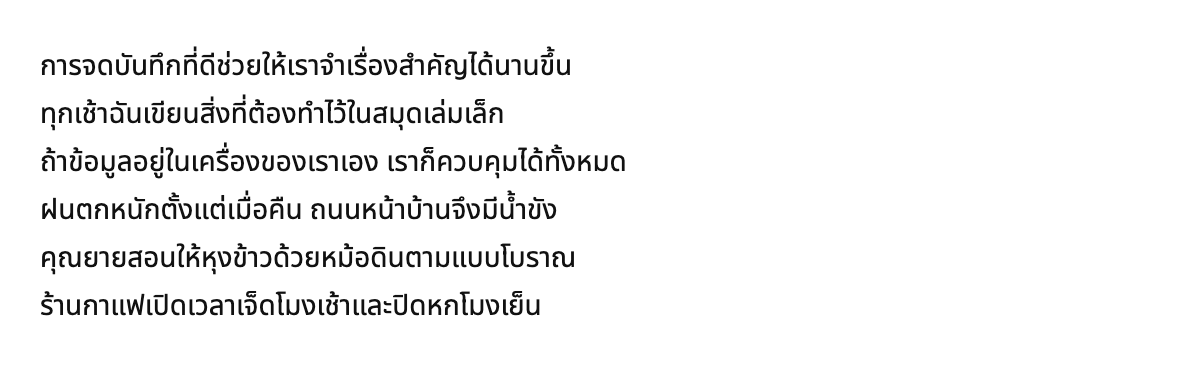 การจดบันทึกที่ดีช่วยให้เราจำเรื่องสำคัญได้นานขึ้น
ทุกเช้าฉันเขียนสิ่งที่ต้องทำไว้ในสมุดเล่มเล็ก
ถ้าข้อมูลอยู่ในเครื่องของเราเอง เราก็ควบคุมได้ทั้งหมด
ฝนตกหนักตั้งแต่เมื่อคืน ถนนหน้าบ้านจึงมีน้ำขัง
คุณยายสอนให้หุงข้าวด้วยหม้อดินตามแบบโบราณ
ร้านกาแฟเปิดเวลาเจ็ดโมงเช้าและปิดหกโมงเย็น